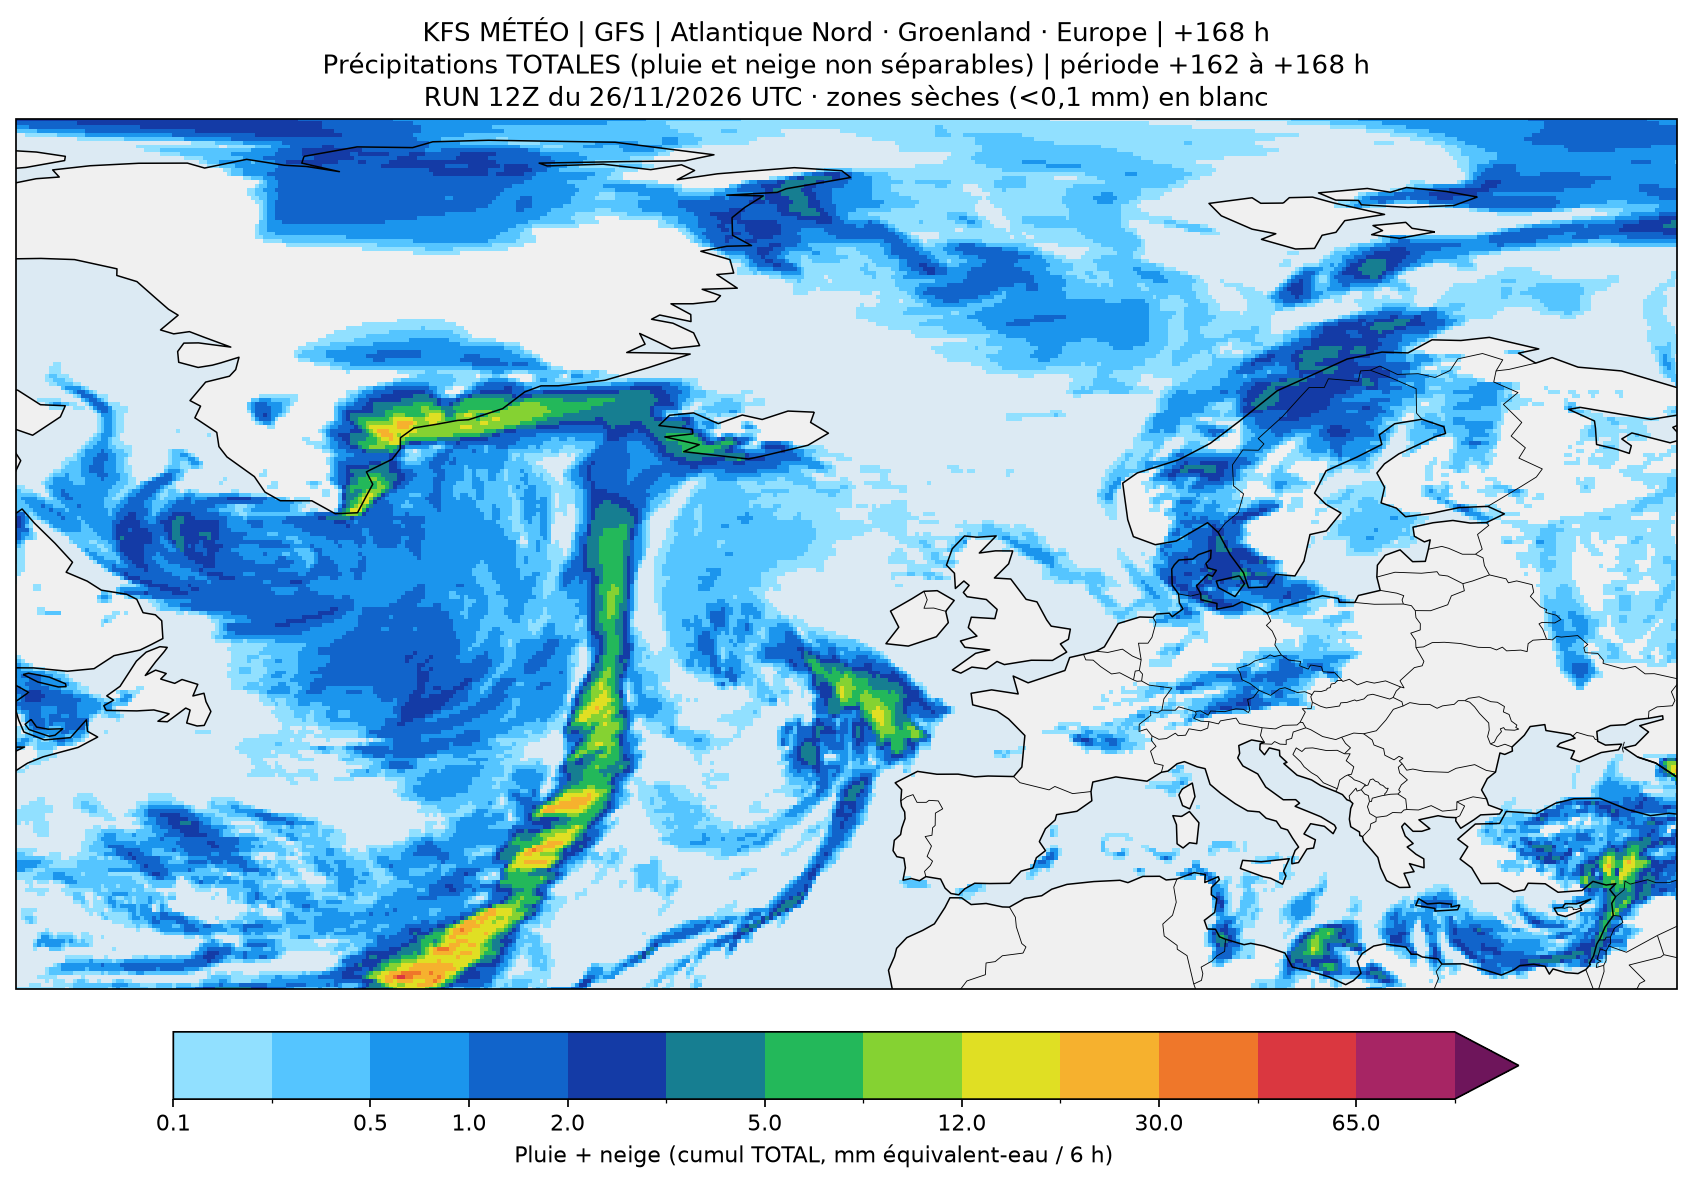 KFS MÉTÉO | GFS | Atlantique Nord · Groenland · Europe | +168 h
Précipitations TOTALES (pluie et neige non séparables) | période +162 à +168 h
RUN 12Z du 26/11/2026 UTC · zones sèches (<0,1 mm) en blanc
0.1 0.5 1.0 2.0 5.0 12.0 30.0 65.0
Pluie + neige (cumul TOTAL, mm équivalent-eau / 6 h)